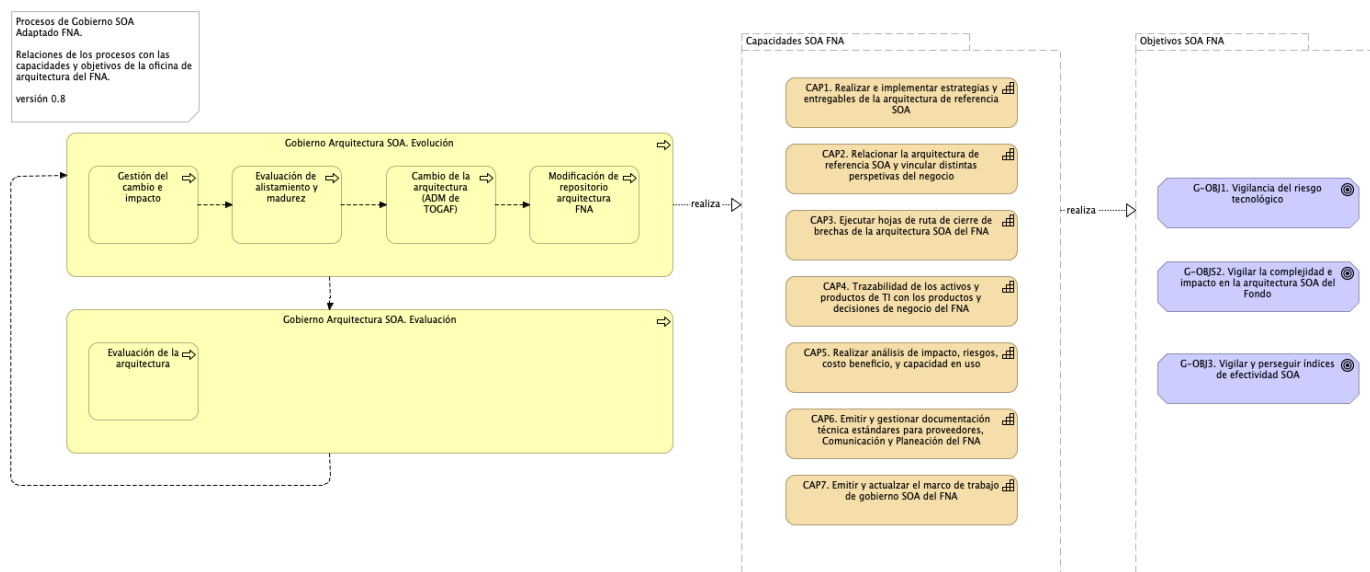 Procesos de Gobierno SOA
Adaptado FNA.
Relaciones de los procesos con las
capacidades y objetivos de la oficina de
arquitectura del FNA.
versión 0.8
Gobierno Arquitectura SOA. Evolución
Gestión del
cambio e
impacto
Evaluación de
alistamiento y
madurez
Cambio de la
arquitectura
(ADM de
TOGAF)
Modificación de
repositorio
arquitectura
FNA
Gobierno Arquitectura SOA. Evaluación
Evaluación de la
arquitectura
realiza
Capacidades SOA FNA
CAP1. Realizar e implementar estrategias y
entregables de la arquitectura de referencia
SOA
CAP2. Relacionar la arquitectura de
referencia SOA y vincular distintas
perspetivas del negocio
CAP3. Ejecutar hojas de ruta de cierre de
brechas de la arquitectura SOA del FNA
CAP4. Trazabilidad de los activos y
productos de TI con los productos y
decisiones de negocio del FNA
CAP5. Realizar análisis de impacto, riesgos,
costo beneficio, y capacidad en uso
CAP6. Emitir y gestionar documentación
técnica estándares para proveedores,
Comunicación y Planeación del FNA
CAP7. Emitir y actualzar el marco de trabajo
de gobierno SOA del FNA
realiza
Objetivos SOA FNA
G-OBJ1. Vigilancia del riesgo
tecnológico
G-OBJS2. Vigilar la complejidad e
impacto en la arquitectura SOA del
Fondo
G-OBJ3. Vigilar y perseguir índices
de efectividad SOA